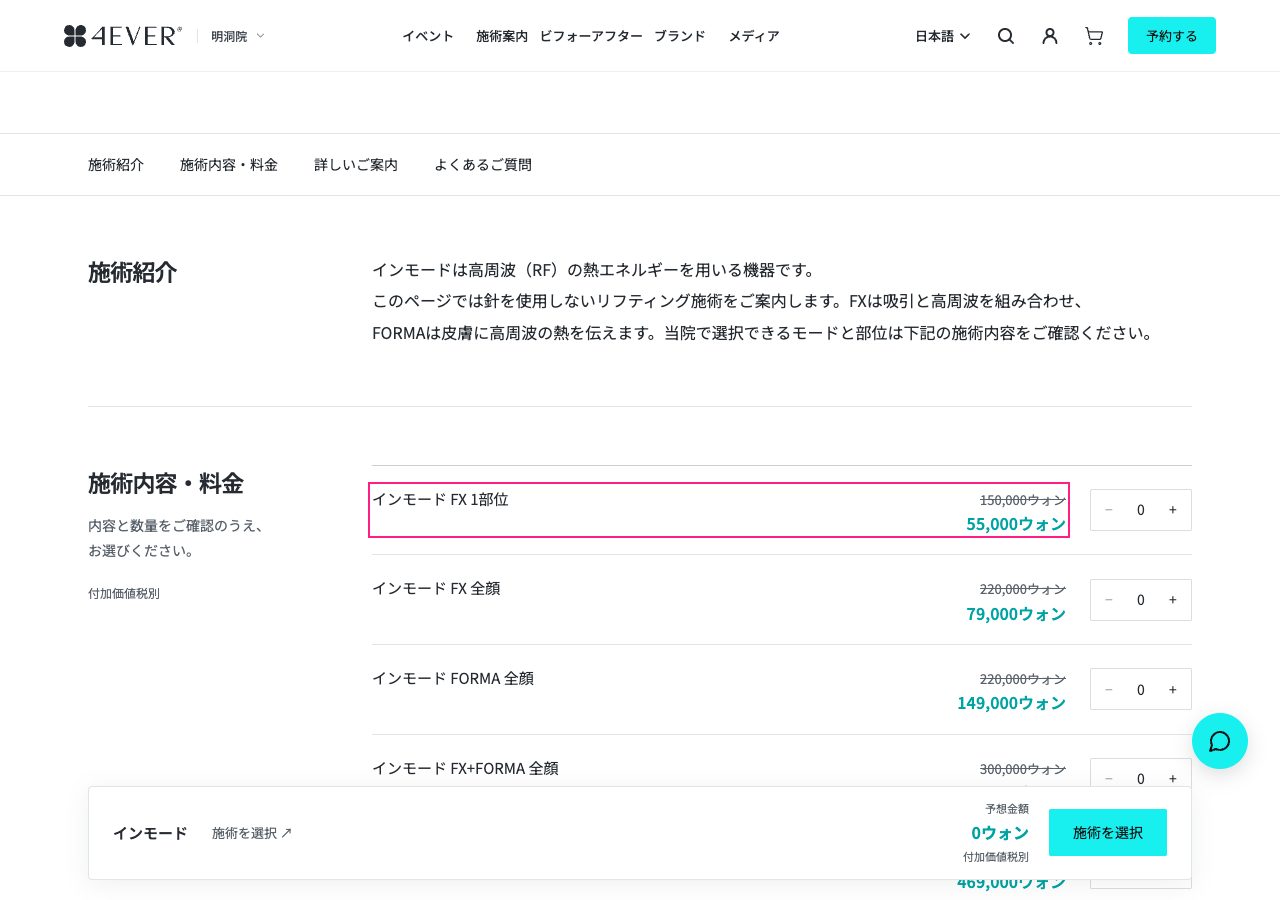 4EVER
明洞院
イベント
施術案内
ビフォーアフター
ブランド
メディア
日本語
予約する
施術紹介
施術内容・料金
詳しいご案内
よくあるご質問
施術紹介
インモードは高周波（RF）の熱エネルギーを用いる機器です。
このページでは針を使用しないリフティング施術をご案内します。FXは吸引と高周波を組み合わせ、
FORMAは皮膚に高周波の熱を伝えます。当院で選択できるモードと部位は下記の施術内容をご確認ください。
施術内容・料金
内容と数量をご確認のうえ、
お選びください。
付加価値税別
インモード FX 1部位
150,000ウォン
55,000ウォン
− 0 +
インモード FX 全顔
220,000ウォン
79,000ウォン
− 0 +
インモード FORMA 全顔
220,000ウォン
149,000ウォン
− 0 +
インモード FX+FORMA 全顔
300,000ウォン
− 0 +
インモード
施術を選択 ↗
予想金額
0ウォン
付加価値税別
施術を選択
469,000ウォン